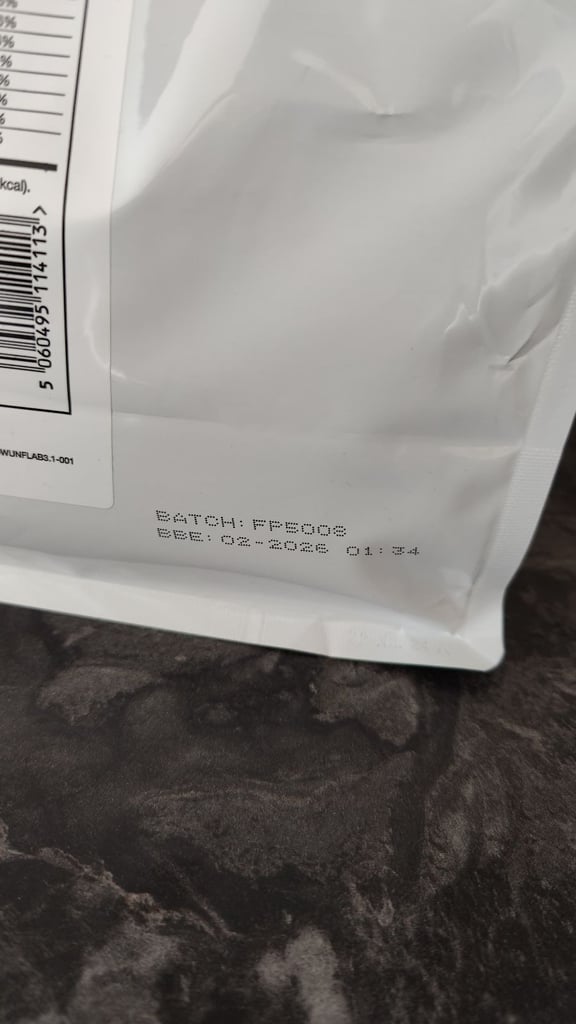 kcal).
5 060495 114113 >
WUNFLAB3.1-001
BATCH: FP5008
BBE: 02-2026 01:34